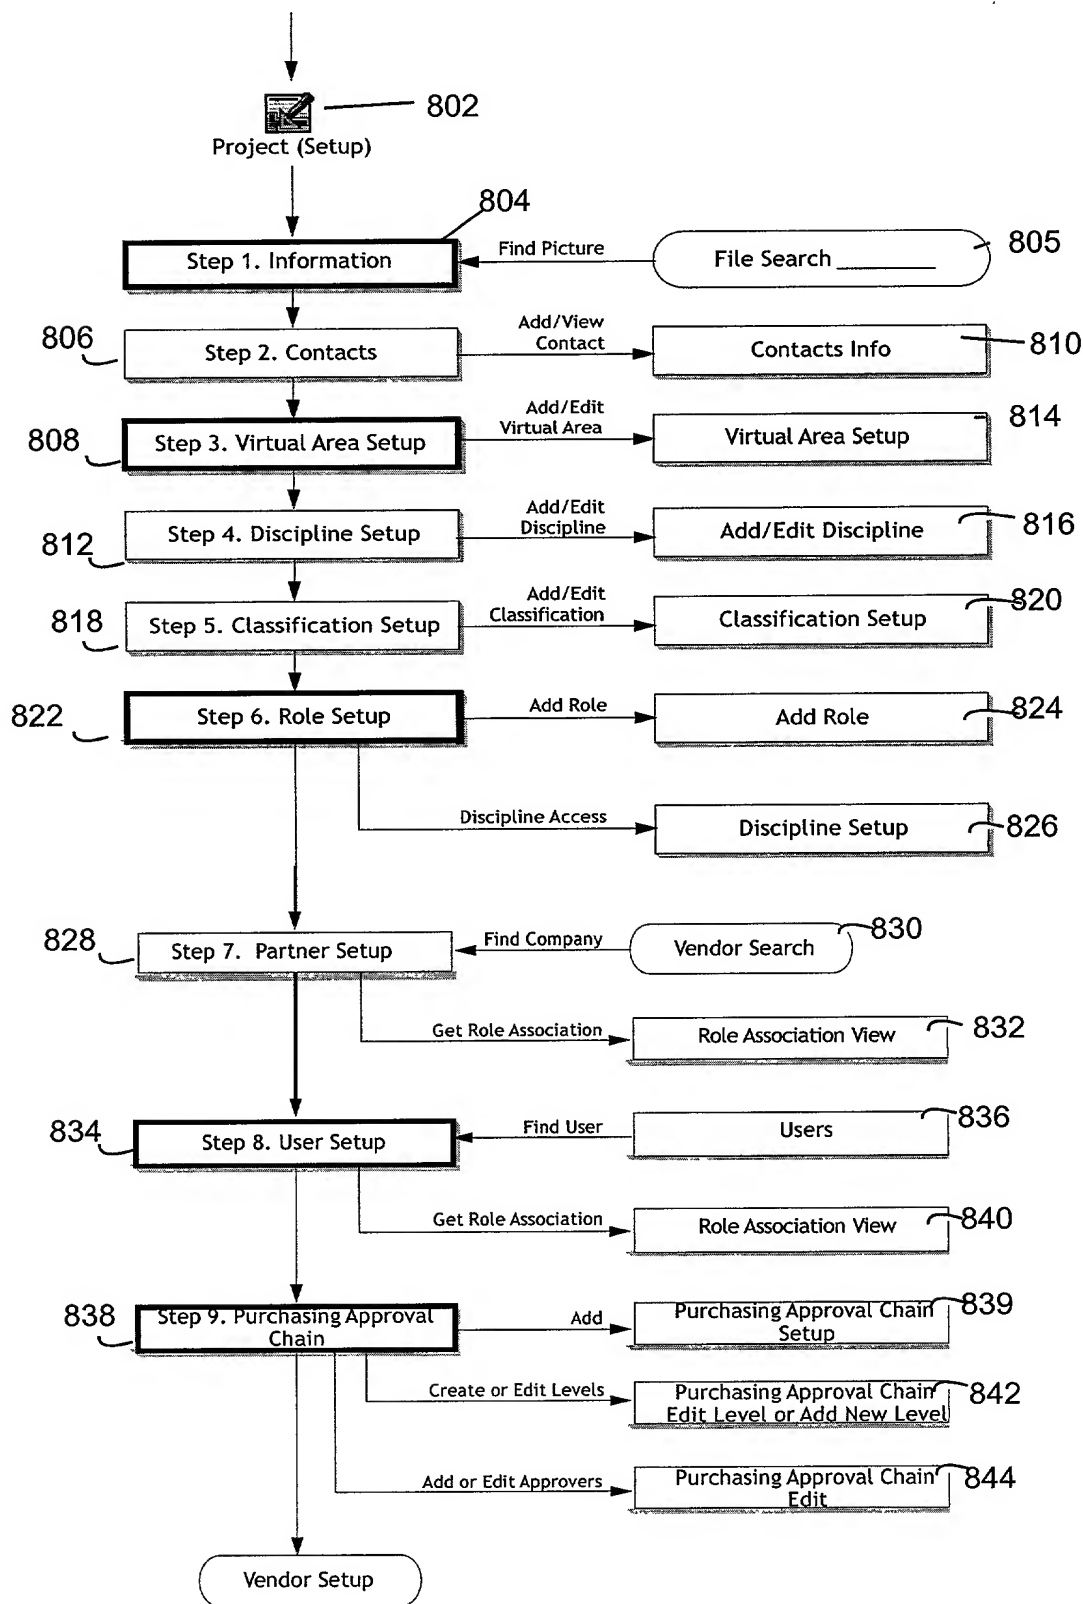 802
Project (Setup)
804
Step 1. Information
Find Picture
File Search ________
805
806
Step 2. Contacts
Add/View
Contact
Contacts Info
810
808
Step 3. Virtual Area Setup
Add/Edit
Virtual Area
Virtual Area Setup
814
812
Step 4. Discipline Setup
Add/Edit
Discipline
Add/Edit Discipline
816
818
Step 5. Classification Setup
Add/Edit
Classification
Classification Setup
820
822
Step 6. Role Setup
Add Role
Add Role
824
Discipline Access
Discipline Setup
826
828
Step 7. Partner Setup
Find Company
Vendor Search
830
Get Role Association
Role Association View
832
834
Step 8. User Setup
Find User
Users
836
Get Role Association
Role Association View
840
838
Step 9. Purchasing Approval
Chain
Add
Purchasing Approval Chain
Setup
839
Create or Edit Levels
Purchasing Approval Chain
Edit Level or Add New Level
842
Add or Edit Approvers
Purchasing Approval Chain
Edit
844
Vendor Setup